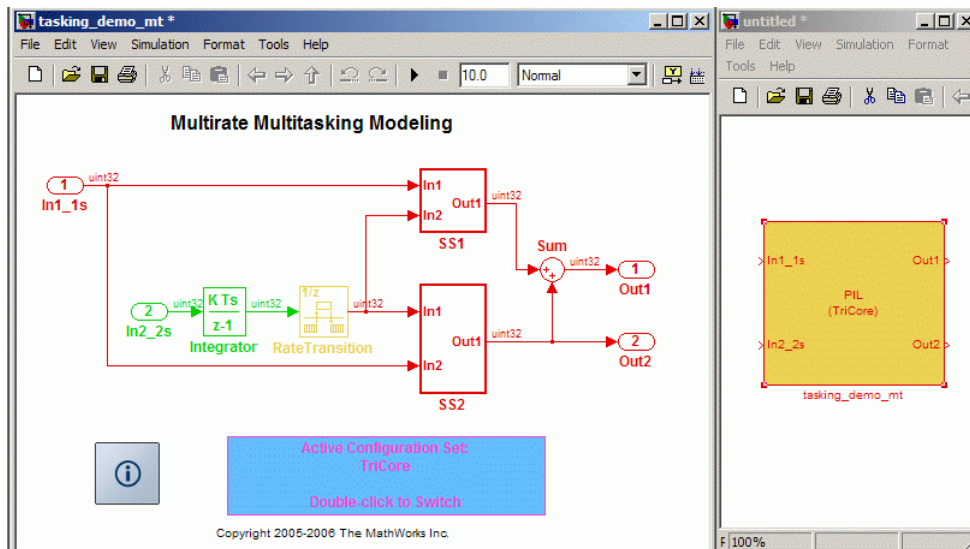 tasking_demo_mt *
File Edit View Simulation Format Tools Help
10.0 Normal
Multirate Multitasking Modeling
1
In1_1s
uint32
In1
In2
Out1
SS1
uint32
Sum
uint32
1
Out1
2
In2_2s
uint32
K Ts
z-1
Integrator
uint32
1/z
RateTransition
uint32
In1
In2
Out1
SS2
uint32
2
Out2
Active Configuration Set:
TriCore
Double-click to Switch
Copyright 2005-2006 The MathWorks Inc.
untitled *
File Edit View Simulation Format
Tools Help
In1_1s
Out1
PIL
(TriCore)
In2_2s
Out2
tasking_demo_mt
F 100%